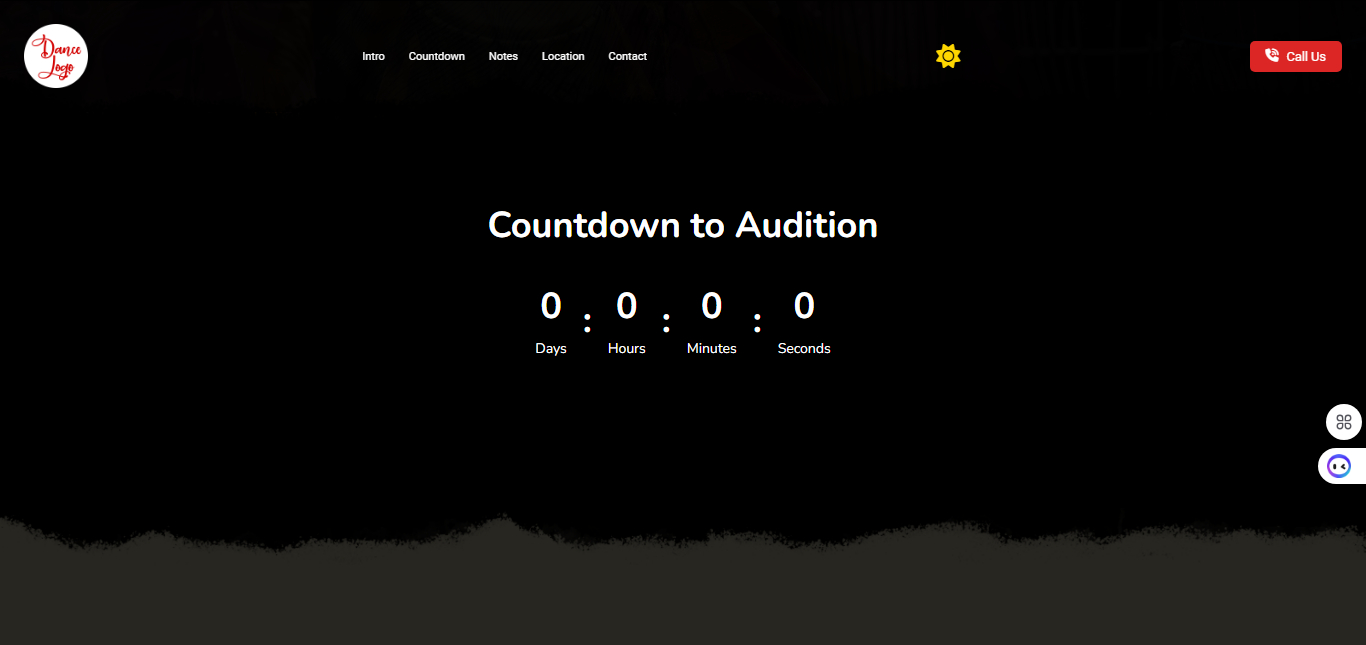 Dance
Logo
Intro Countdown Notes Location Contact
Call Us
Countdown to Audition
0 : 0 : 0 : 0
Days Hours Minutes Seconds